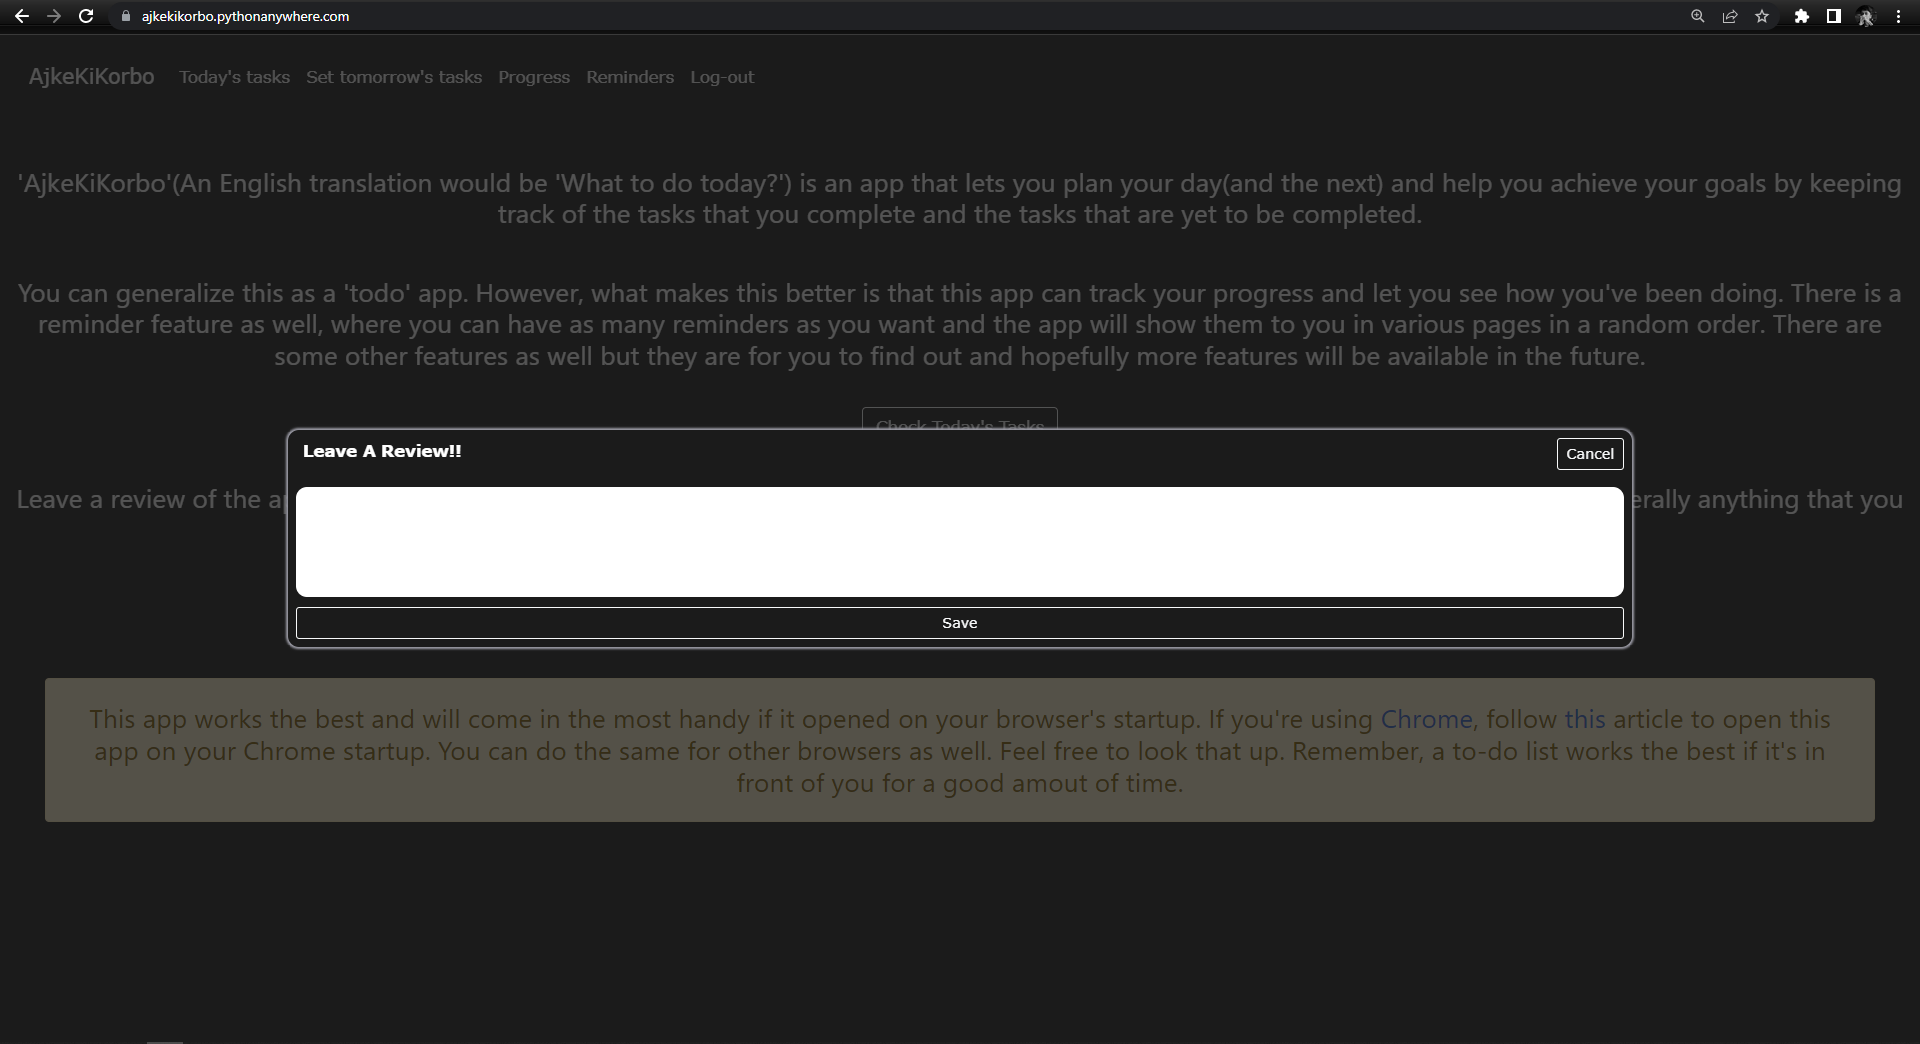 ajkekikorbo.pythonanywhere.com
AjkeKiKorbo Today's tasks Set tomorrow's tasks Progress Reminders Log-out
'AjkeKiKorbo'(An English translation would be 'What to do today?') is an app that lets you plan your day(and the next) and help you achieve your goals by keeping
track of the tasks that you complete and the tasks that are yet to be completed.
You can generalize this as a 'todo' app. However, what makes this better is that this app can track your progress and let you see how you've been doing. There is a
reminder feature as well, where you can have as many reminders as you want and the app will show them to you in various pages in a random order. There are
some other features as well but they are for you to find out and hopefully more features will be available in the future.
Check Today's Tasks
Leave A Review!! Cancel
Leave a review of the anything that you
Save
This app works the best and will come in the most handy if it opened on your browser's startup. If you're using Chrome, follow this article to open this
app on your Chrome startup. You can do the same for other browsers as well. Feel free to look that up. Remember, a to-do list works the best if it's in
front of you for a good amout of time.